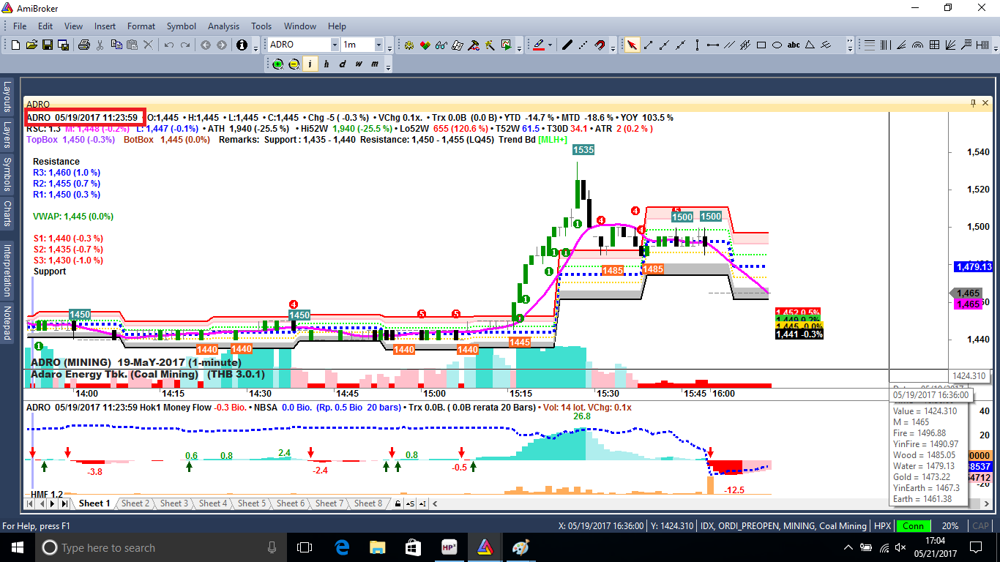 AmiBroker
File Edit View Insert Format Symbol Analysis Tools Window Help
ADRO 1m
abc
i h d w m
Layouts
Layers
Symbols
Charts
Interpretation
Notepad
ADRO
ADRO 05/19/2017 11:23:59 O:1,445 • H:1,445 • L:1,445 • C:1,445 • Chg -5 ( -0.3 %) • VChg 0.1x. • Trx 0.0B (0.0 B) • YTD -14.7 % • MTD -18.6 % • YOY 103.5 %
RSC: 1.3 M: 1,448 (-0.2%) L: 1,447 (-0.1%) • ATH 1,940 (-25.5 %) • Hi52W 1,940 (-25.5 %) • Lo52W 655 (120.6 %) • T52W 61.5 • T30D 34.1 • ATR 2 (0.2 % )
TopBox 1,450 (-0.3%) BotBox 1,445 (0.0%) Remarks: Support : 1,435 - 1,440 Resistance: 1,450 - 1,455 (LQ45) Trend Bd [MLH+]
Resistance
R3: 1,460 (1.0 %)
R2: 1,455 (0.7 %)
R1: 1,450 (0.3 %)
VWAP: 1,445 (0.0%)
S1: 1,440 (-0.3 %)
S2: 1,435 (-0.7 %)
S3: 1,430 (-1.0 %)
Support
1535
1500 1500
1485 1485
1450 1450
1440 1440 1440 1440 1445
1 1 1 1 1 1 1
4 5 5 4 4 4
1,540
1,520
1,500
1,479.13
1,465
1,465
1,452 0.5%
1,445 0.0%
1,441 -0.3%
1,440
1424.310
ADRO (MINING) 19-MaY-2017 (1-minute)
Adaro Energy Tbk. (Coal Mining) (THB 3.0.1)
14:00 14:15 14:30 14:45 15:00 15:15 15:30 15:45 16:00
05/19/2017 16:36:00
Value = 1424.310
M = 1465
Fire = 1496.88
YinFire = 1490.97
Wood = 1485.05
Water = 1479.13
Gold = 1473.22
YinEarth = 1467.3
Earth = 1461.38
ADRO 05/19/2017 11:23:59 Hok1 Money Flow -0.3 Bio. • NBSA 0.0 Bio. (Rp. 0.5 Bio 20 bars) • Trx 0.0B. ( 0.0B rerata 20 Bars) • Vol: 14 lot. VChg: 0.1x
26.8
-3.8 0.6 0.8 2.4 -2.4 0.8 -0.5 -12.5
40
20
-20
HMF 1.2
Sheet 1 Sheet 2 Sheet 3 Sheet 4 Sheet 5 Sheet 6 Sheet 7 Sheet 8
For Help, press F1 X: 05/19/2017 16:36:00 Y: 1424.310 IDX, ORDI_PREOPEN, MINING, Coal Mining HPX Conn 20% CAP
Type here to search
HP³
17:04
05/21/2017